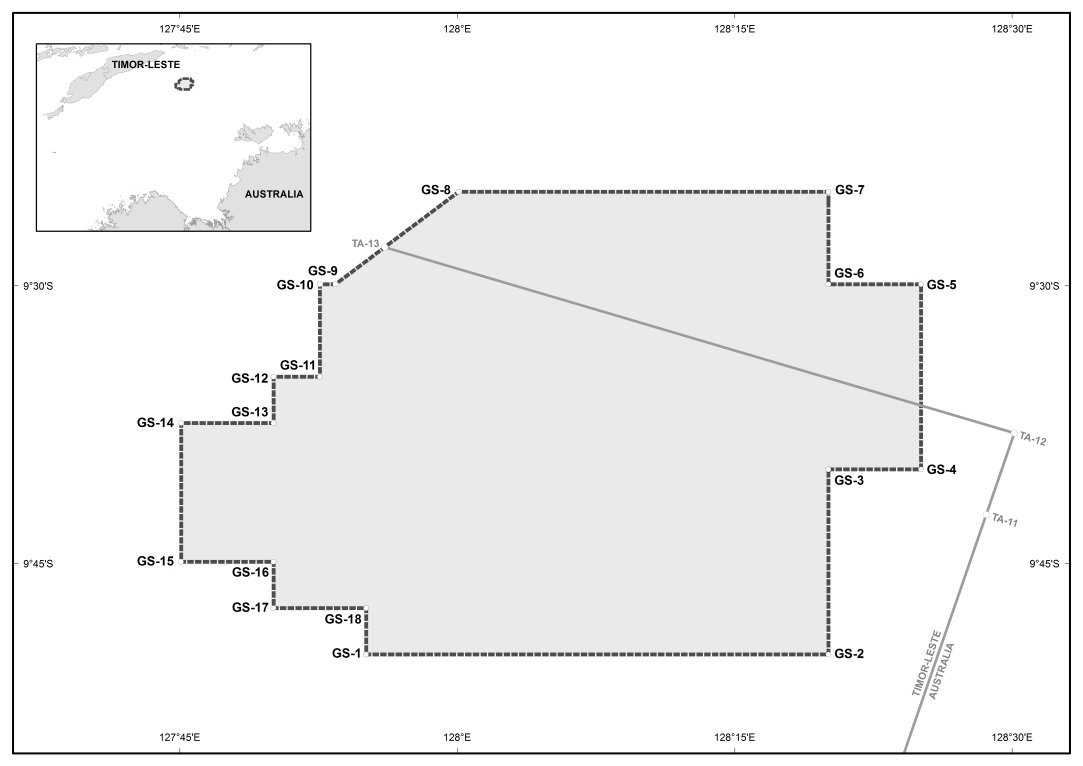 127°45'E
128°E
128°15'E
128°30'E
TIMOR-LESTE
AUSTRALIA
GS-8
GS-7
TA-13
GS-9
GS-10
GS-6
GS-5
9°30'S
9°30'S
GS-11
GS-12
GS-13
GS-14
TA-12
GS-4
GS-3
TA-11
GS-15
GS-16
9°45'S
9°45'S
GS-17
GS-18
GS-1
GS-2
TIMOR-LESTE
AUSTRALIA
127°45'E
128°E
128°15'E
128°30'E